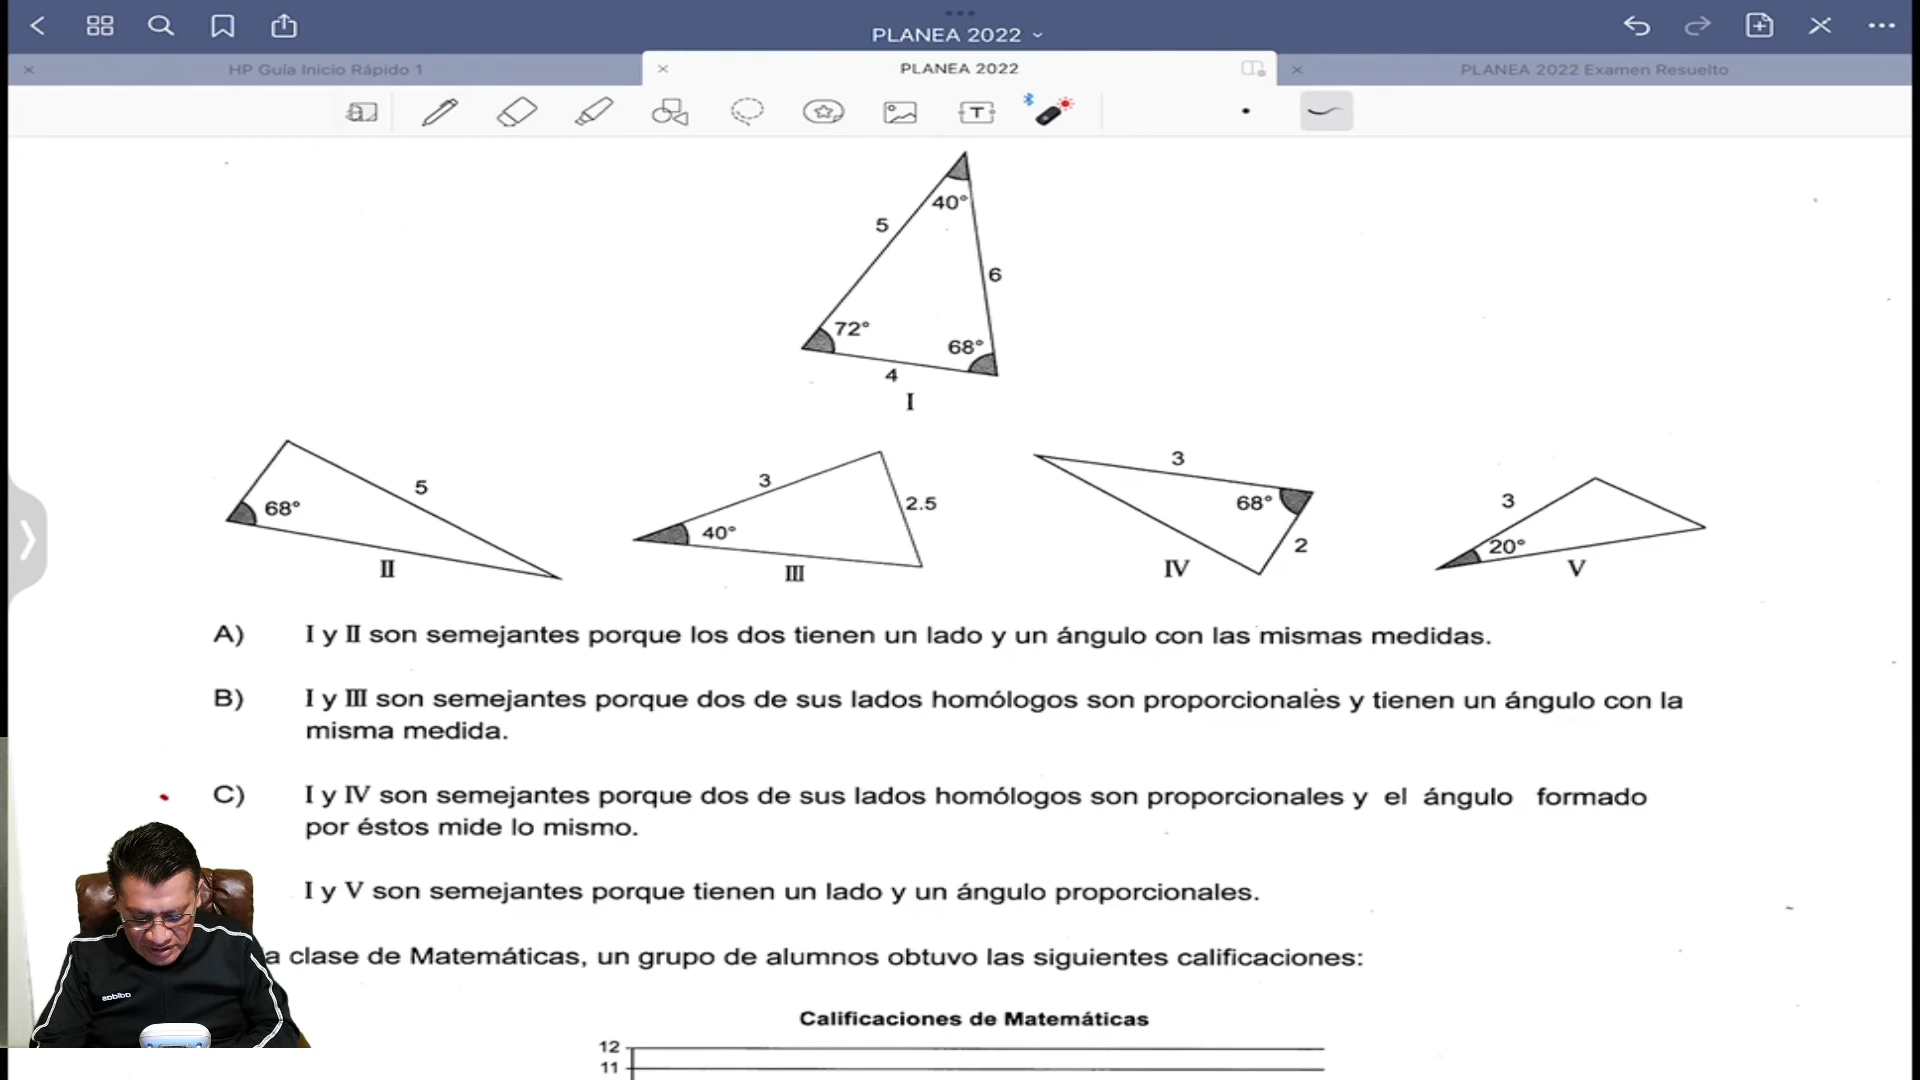 PLANEA 2022
HP Guía Inicio Rápido 1
PLANEA 2022
PLANEA 2022 Examen Resuelto
T
40°
5
6
72°
68°
4
I
5
68°
II
3
2.5
40°
III
3
68°
2
IV
3
20°
V
A) I y II son semejantes porque los dos tienen un lado y un ángulo con las mismas medidas.
B) I y III son semejantes porque dos de sus lados homólogos son proporcionales y tienen un ángulo con la
misma medida.
C) I y IV son semejantes porque dos de sus lados homólogos son proporcionales y el ángulo formado
por éstos mide lo mismo.
I y V son semejantes porque tienen un lado y un ángulo proporcionales.
a clase de Matemáticas, un grupo de alumnos obtuvo las siguientes calificaciones:
adidas
Calificaciones de Matemáticas
12
11